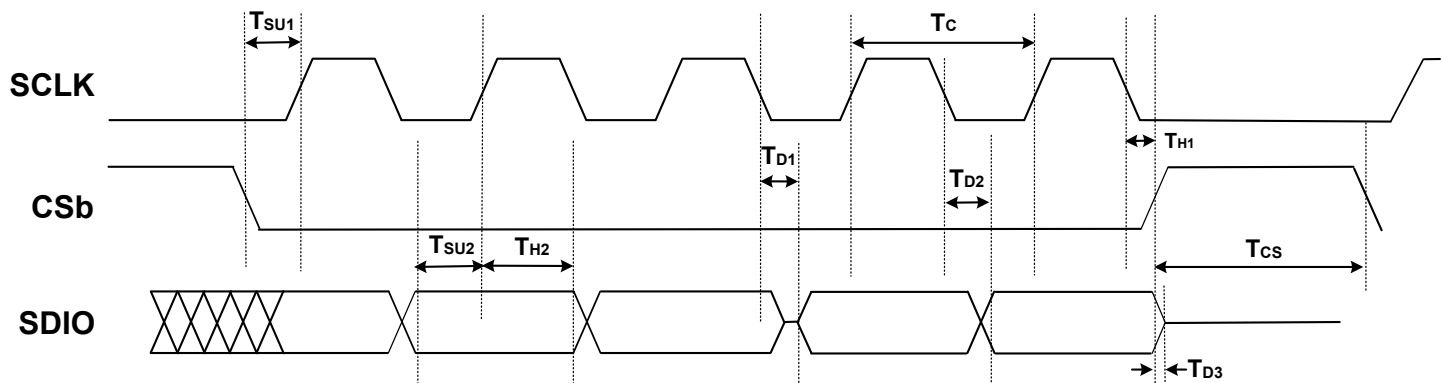 TSU1
TC
SCLK
TH1
TD1
TD2
CSb
TSU2
TH2
TCS
SDIO
TD3